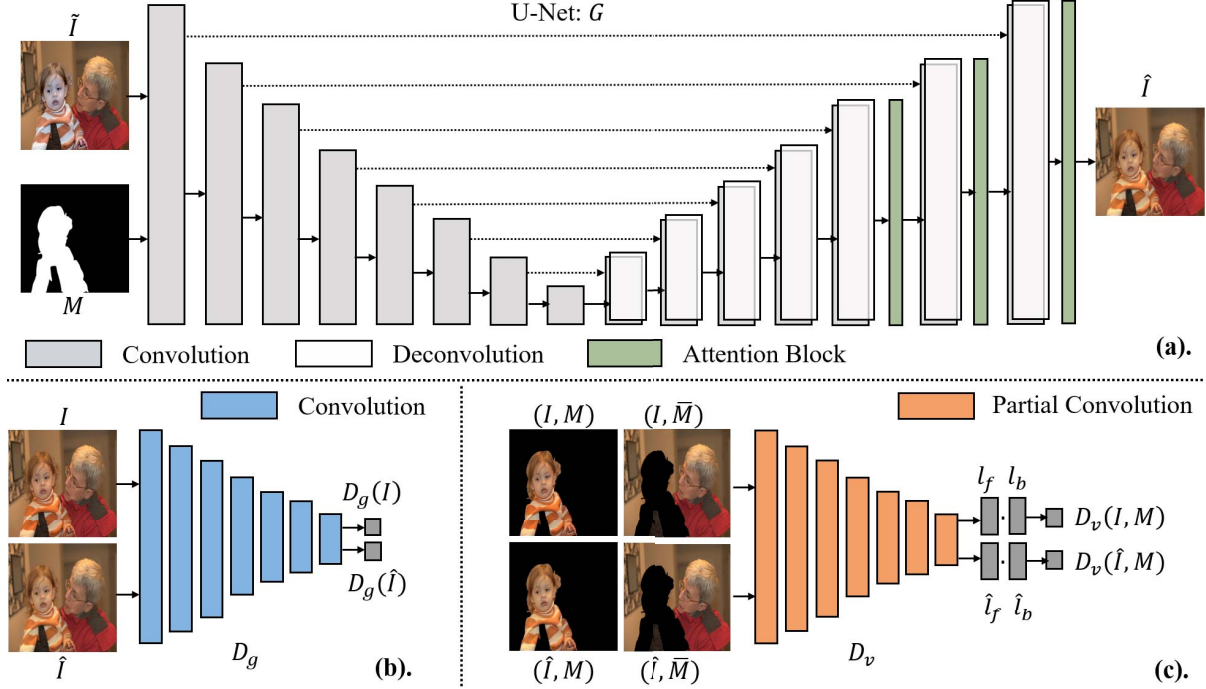 U-Net: G
Ĩ
Î
M
Convolution Deconvolution Attention Block
(a).
Convolution
I
D_g(I)
D_g(Î)
Î
D_g
(b).
(I, M) (I, M̅)
Partial Convolution
l_f l_b
D_v(I, M)
D_v(Î, M)
l̂_f l̂_b
(Î, M) (Î, M̅)
D_v
(c).